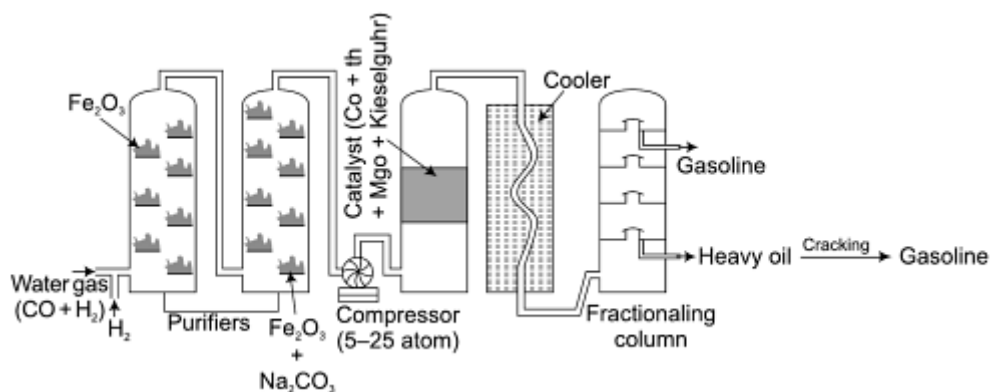 Fe₂O₃
Catalyst (Co + th
+ Mgo + Kieselguhr)
Cooler
Gasoline
Heavy oil
Cracking
Gasoline
Water gas
(CO + H₂)
H₂
Purifiers
Fe₂O₃
+
Na₂CO₃
Compressor
(5–25 atom)
Fractionaling
column